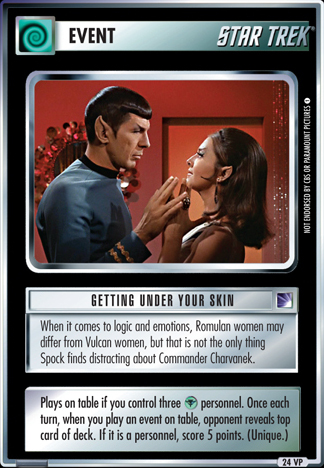 EVENT
STAR TREK
NOT ENDORSED BY CBS OR PARAMOUNT PICTURES
GETTING UNDER YOUR SKIN
When it comes to logic and emotions, Romulan women may
differ from Vulcan women, but that is not the only thing
Spock finds distracting about Commander Charvanek.
Plays on table if you control three personnel. Once each
turn, when you play an event on table, opponent reveals top
card of deck. If it is a personnel, score 5 points. (Unique.)
24 VP